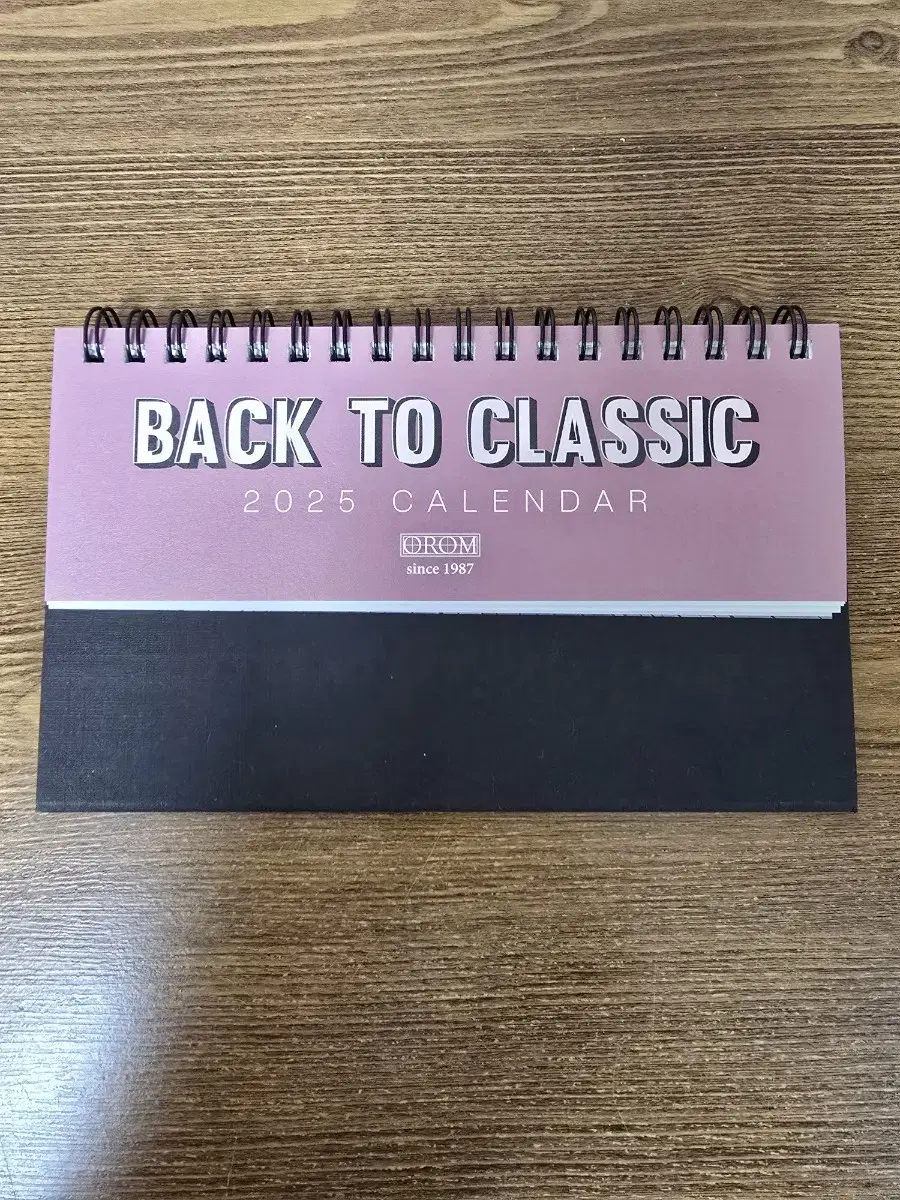 BACK TO CLASSIC
2025 CALENDAR
OROM
since 1987